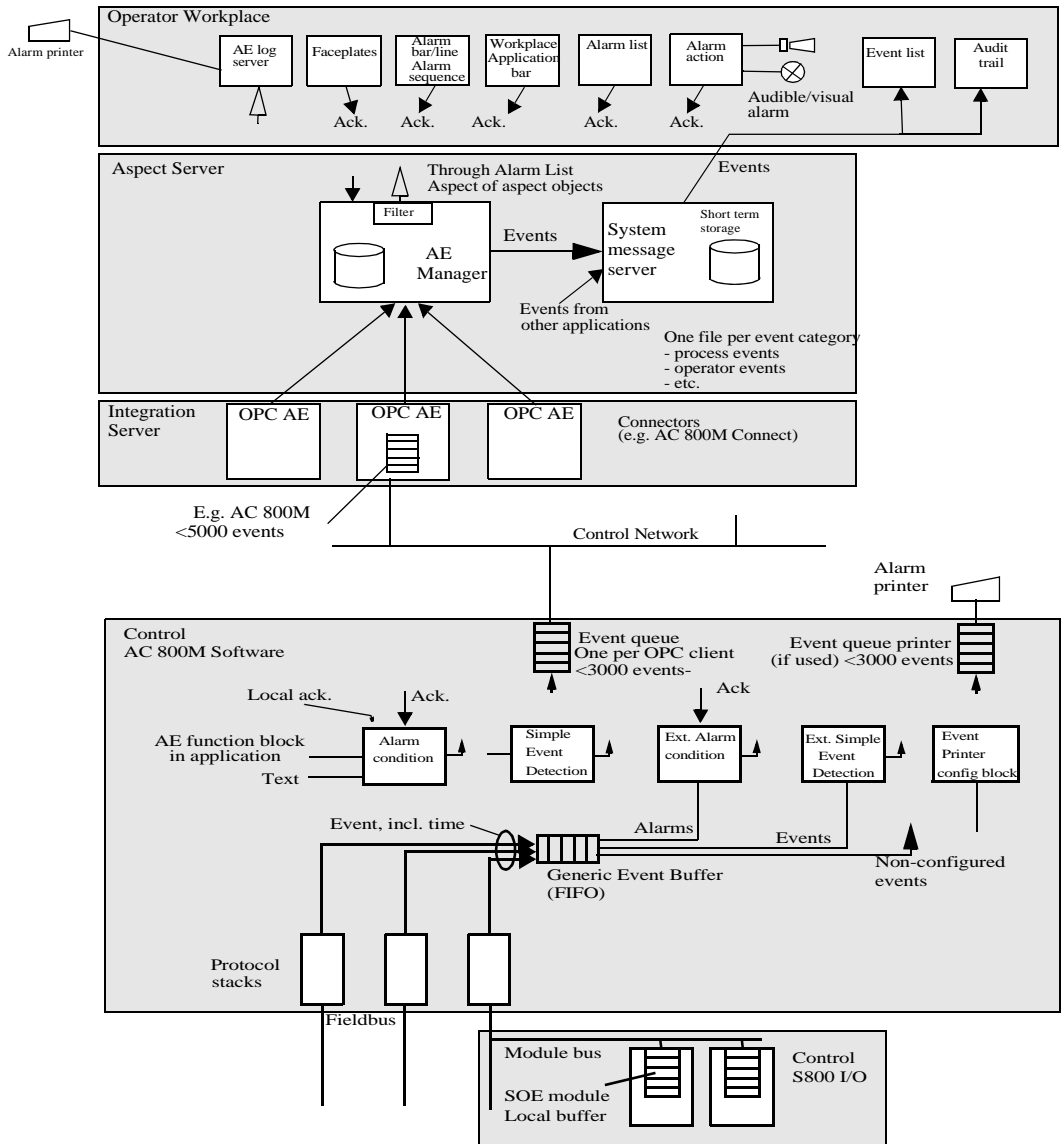 Operator Workplace
Alarm printer
AE log
server
Faceplates
Alarm
bar/line
Alarm
sequence
Workplace
Application
bar
Alarm list
Alarm
action
Event list
Audit
trail
Audible/visual
alarm
Ack.
Ack.
Ack.
Ack.
Ack.
Aspect Server
Through Alarm List
Aspect of aspect objects
Events
Filter
AE
Manager
Events
System
message
server
Short term
storage
Events from
other applications
One file per event category
- process events
- operator events
- etc.
Integration
Server
OPC AE
OPC AE
OPC AE
Connectors
(e.g. AC 800M Connect)
E.g. AC 800M
<5000 events
Control Network
Alarm
printer
Control
AC 800M Software
Event queue
One per OPC client
<3000 events-
Event queue printer
(if used) <3000 events
Local ack.
Ack.
Ack
AE function block
in application
Text
Alarm
condition
Simple
Event
Detection
Ext. Alarm
condition
Ext. Simple
Event
Detection
Event
Printer
config block
Event, incl. time
Alarms
Events
Non-configured
events
Generic Event Buffer
(FIFO)
Protocol
stacks
Fieldbus
Module bus
SOE module
Local buffer
Control
S800 I/O